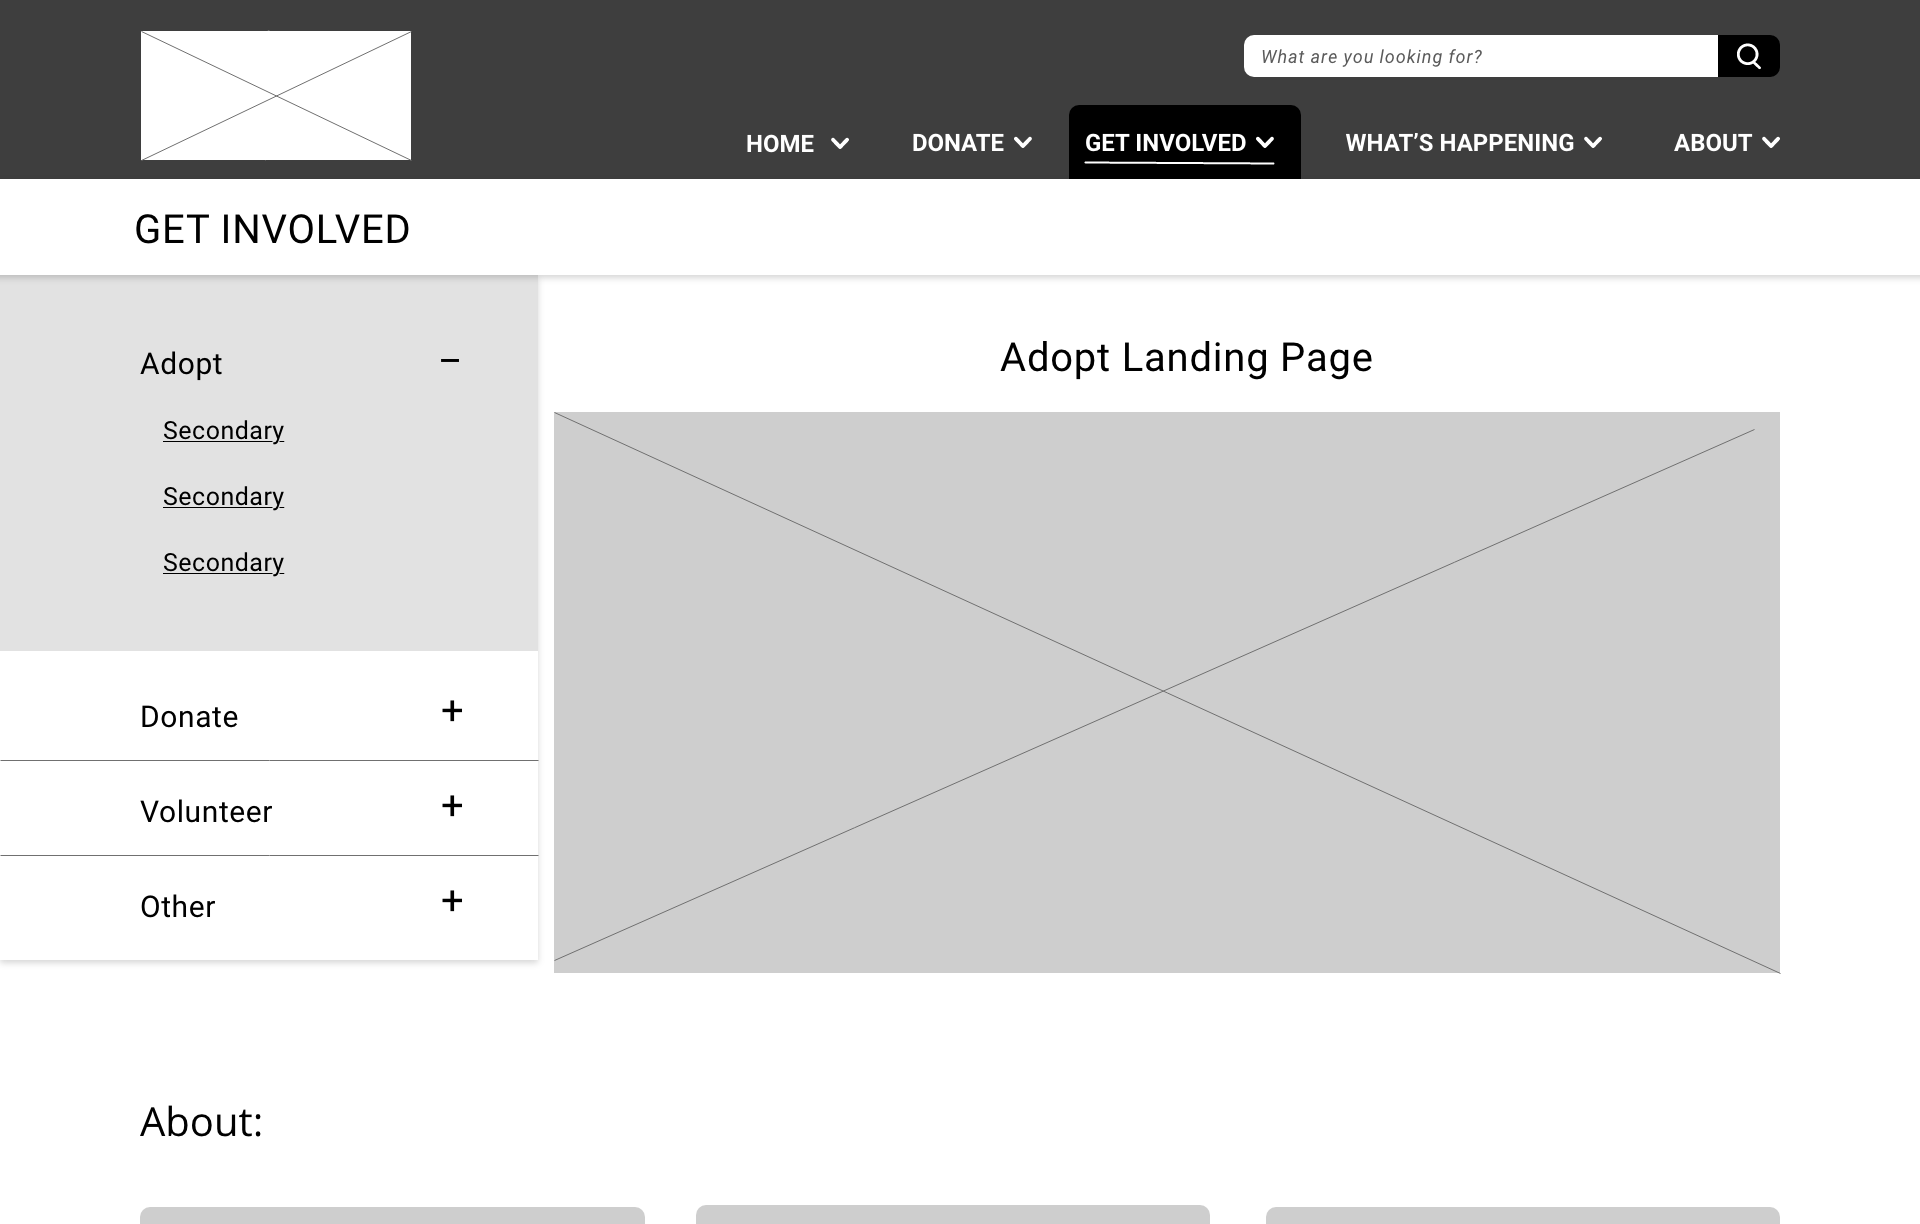 What are you looking for?
HOME DONATE GET INVOLVED WHAT’S HAPPENING ABOUT
GET INVOLVED
Adopt
Secondary
Secondary
Secondary
Donate
Volunteer
Other
Adopt Landing Page
About: